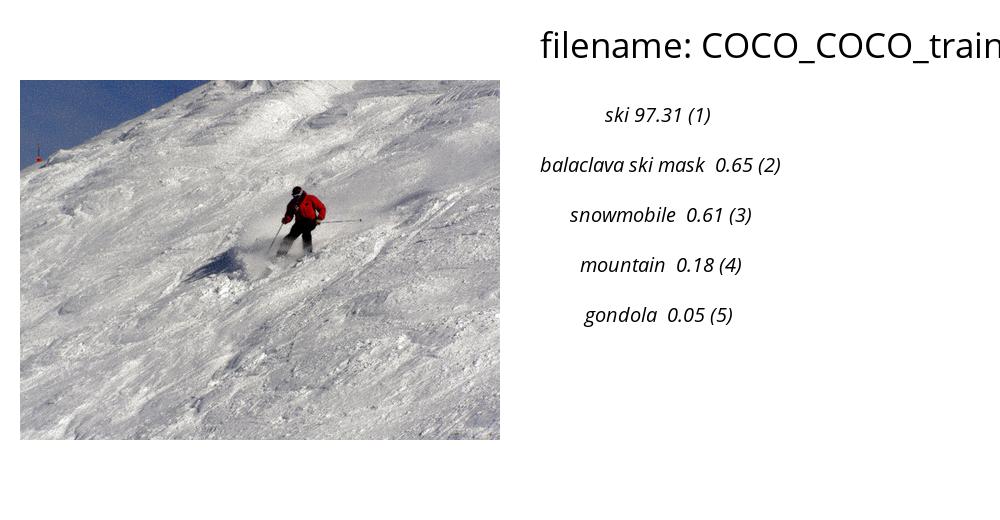 filename: COCO_COCO_train
ski 97.31 (1)
balaclava ski mask 0.65 (2)
snowmobile 0.61 (3)
mountain 0.18 (4)
gondola 0.05 (5)